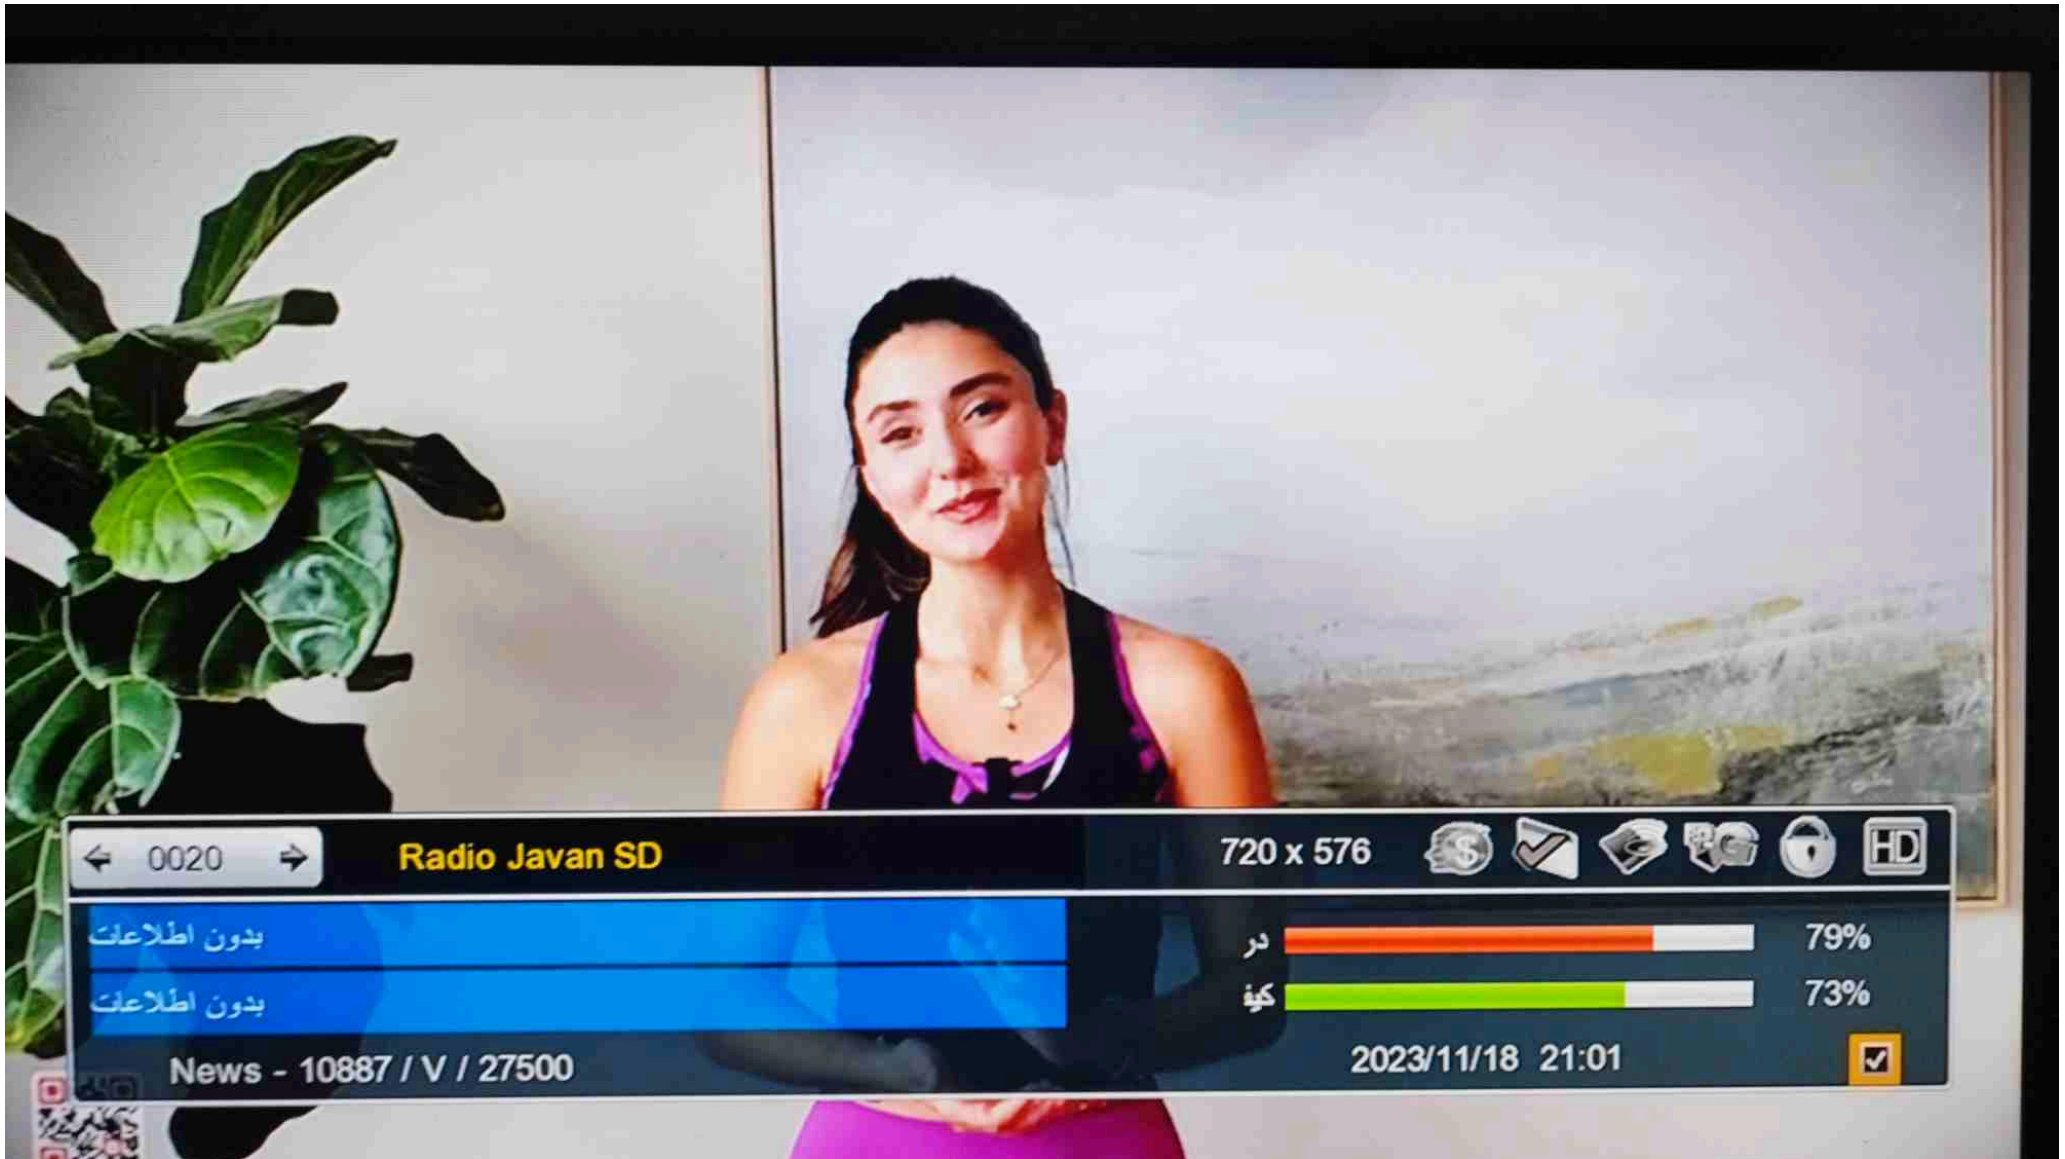 0020 Radio Javan SD 720 x 576 HD
بدون اطلاعات در 79%
بدون اطلاعات کیف 73%
News - 10887 / V / 27500 2023/11/18 21:01